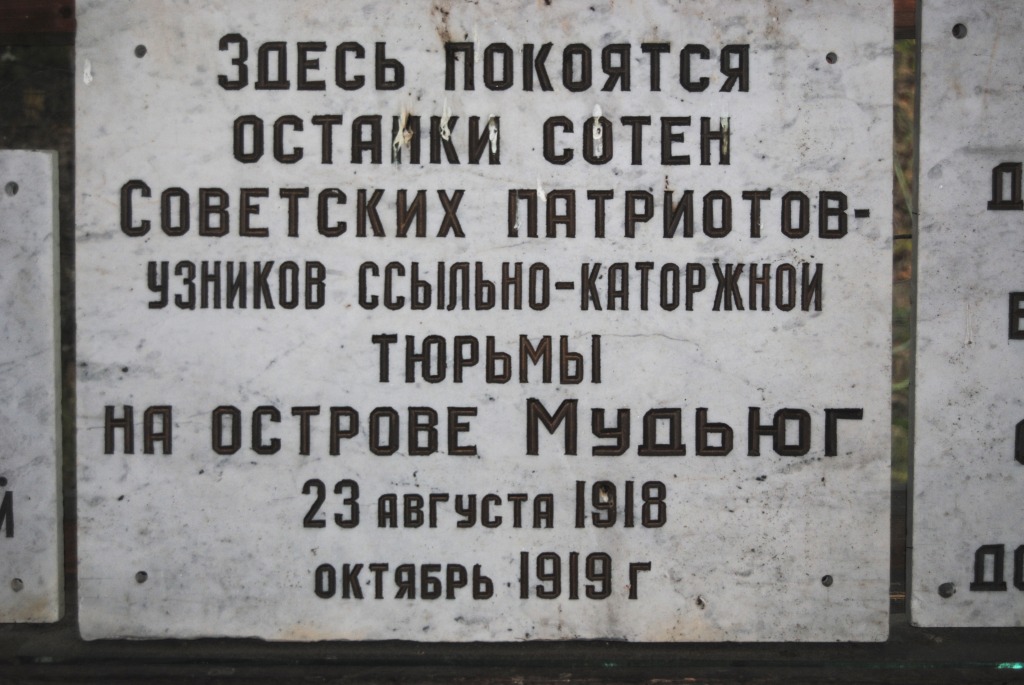 Здесь покоятся
останки сотен
Советских патриотов-
узников ссыльно-каторжной
тюрьмы
на острове Мудьюг
23 августа 1918
октябрь 1919 г